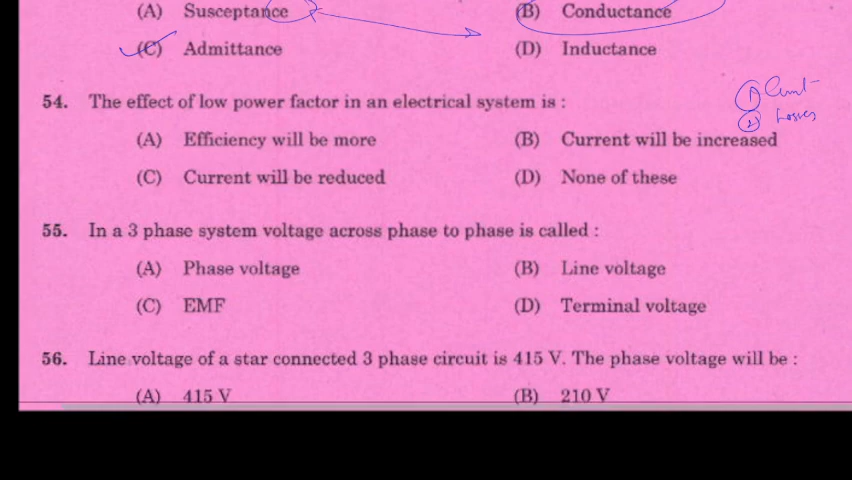 (A) Susceptance (B) Conductance
(C) Admittance (D) Inductance
54. The effect of low power factor in an electrical system is :
(A) Efficiency will be more (B) Current will be increased
(C) Current will be reduced (D) None of these
① 
② Losses
55. In a 3 phase system voltage across phase to phase is called :
(A) Phase voltage (B) Line voltage
(C) EMF (D) Terminal voltage
56. Line voltage of a star connected 3 phase circuit is 415 V. The phase voltage will be :
(A) 415 V (B) 210 V